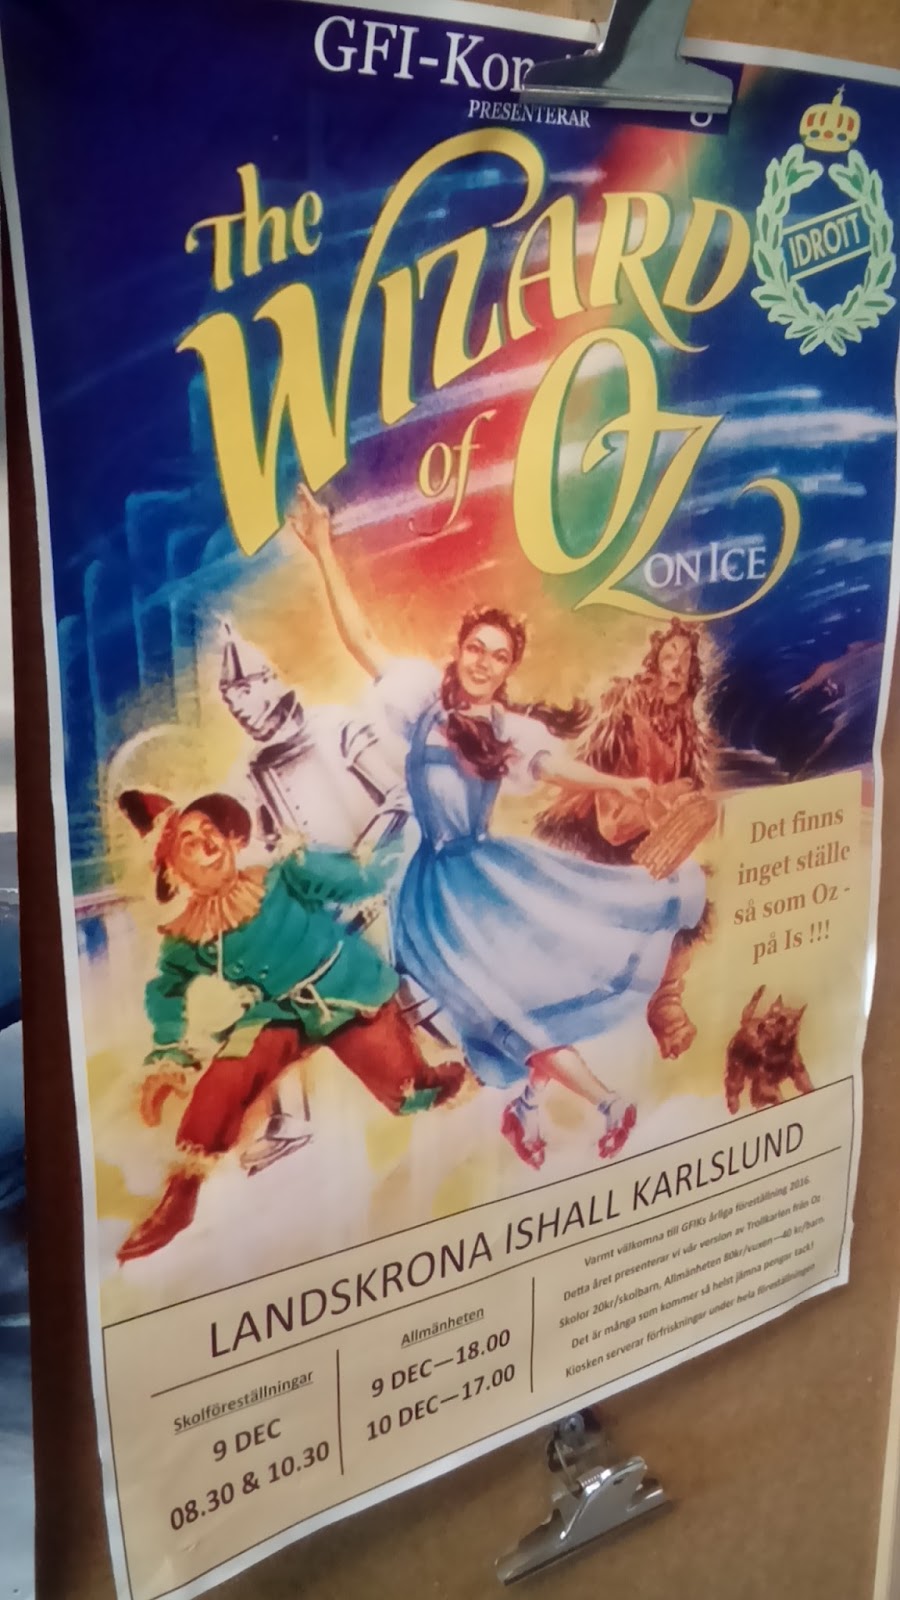 GFI-Kon
PRESENTERAR
The
WIZARD
of OZ
ON ICE
IDROTT
Det finns
inget ställe
så som Oz -
på Is !!!
LANDSKRONA ISHALL KARLSLUND
Skolföreställningar
9 DEC
08.30 & 10.30
Allmänheten
9 DEC—18.00
10 DEC—17.00
Varmt välkomna till GFIKs årliga föreställning 2016.
Detta året presenterar vi vår version av Trollkarlen från Oz
Skolor 20kr/skolbarn, Allmänheten 80kr/vuxen—40 kr/barn.
Det är många som kommer så helst jämna pengar tack!
Kiosken serverar förfriskningar under hela föreställningen